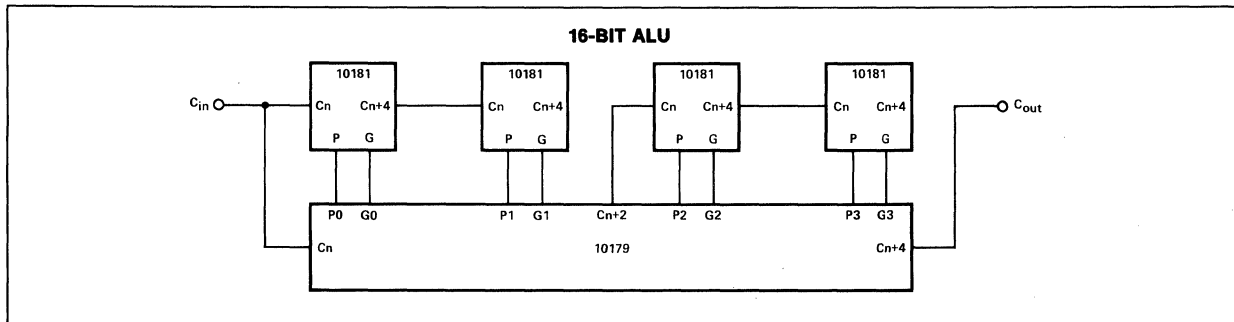 16-BIT ALU
10181 10181 10181 10181
Cin Cn Cn+4 Cn Cn+4 Cn Cn+4 Cn Cn+4 Cout
P G P G P G P G
P0 G0 P1 G1 Cn+2 P2 G2 P3 G3
Cn 10179 Cn+4